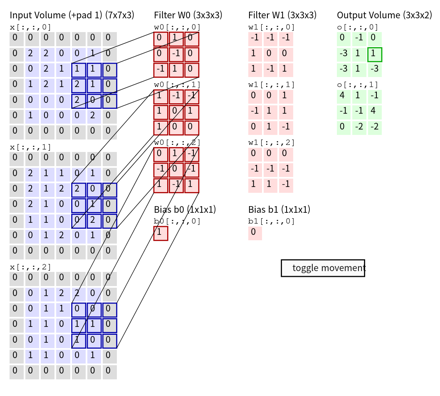 Input Volume (+pad 1) (7x7x3)
x[:,:,0]
0 0 0 0 0 0 0
0 2 2 0 0 1 0
0 0 2 1 1 1 0
0 1 2 1 2 1 0
0 0 0 0 2 0 0
0 1 0 0 0 2 0
0 0 0 0 0 0 0
x[:,:,1]
0 0 0 0 0 0 0
0 2 1 1 0 1 0
0 2 1 2 2 0 0
0 2 1 0 0 1 0
0 1 1 0 0 2 0
0 0 1 2 0 1 0
0 0 0 0 0 0 0
x[:,:,2]
0 0 0 0 0 0 0
0 0 1 2 2 0 0
0 0 1 1 0 0 0
0 1 1 0 1 1 0
0 0 0 0 1 0 0
0 1 1 0 0 1 0
0 0 0 0 0 0 0
Filter W0 (3x3x3)
w0[:,:,0]
0 1 0
0 -1 0
-1 1 0
w0[:,:,1]
1 -1 -1
1 0 1
1 0 0
w0[:,:,2]
0 1 -1
-1 0 -1
1 -1 1
Bias b0 (1x1x1)
b0[:,:,0]
1
Filter W1 (3x3x3)
w1[:,:,0]
-1 -1 -1
1 0 0
1 -1 1
w1[:,:,1]
0 0 1
-1 1 1
0 1 -1
w1[:,:,2]
0 0 0
-1 -1 -1
1 1 -1
Bias b1 (1x1x1)
b1[:,:,0]
0
Output Volume (3x3x2)
o[:,:,0]
0 -1 0
-3 1 1
-3 1 -3
o[:,:,1]
4 1 -1
-1 -1 4
0 -2 -2
toggle movement